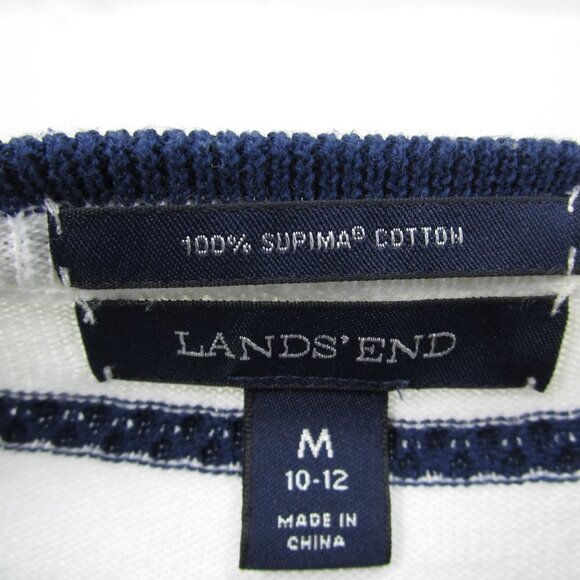 100% SUPIMA® COTTON
LANDS' END
M
10-12
MADE IN
CHINA